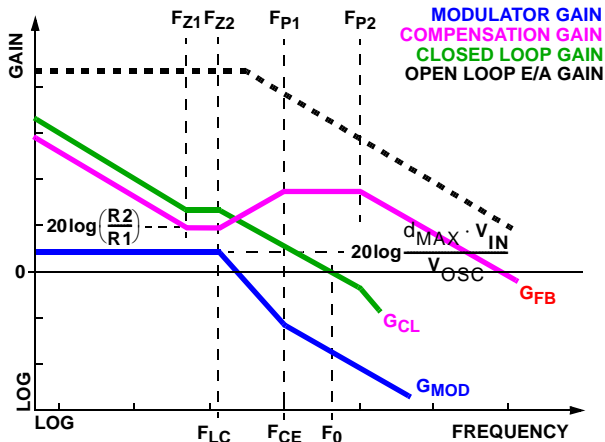 MODULATOR GAIN
COMPENSATION GAIN
CLOSED LOOP GAIN
OPEN LOOP E/A GAIN
FZ1 FZ2 FP1 FP2
GAIN
20log(R2/R1)
20log dMAX · VIN / VOSC
0
GFB
GCL
GMOD
LOG
LOG
FLC FCE F0 FREQUENCY